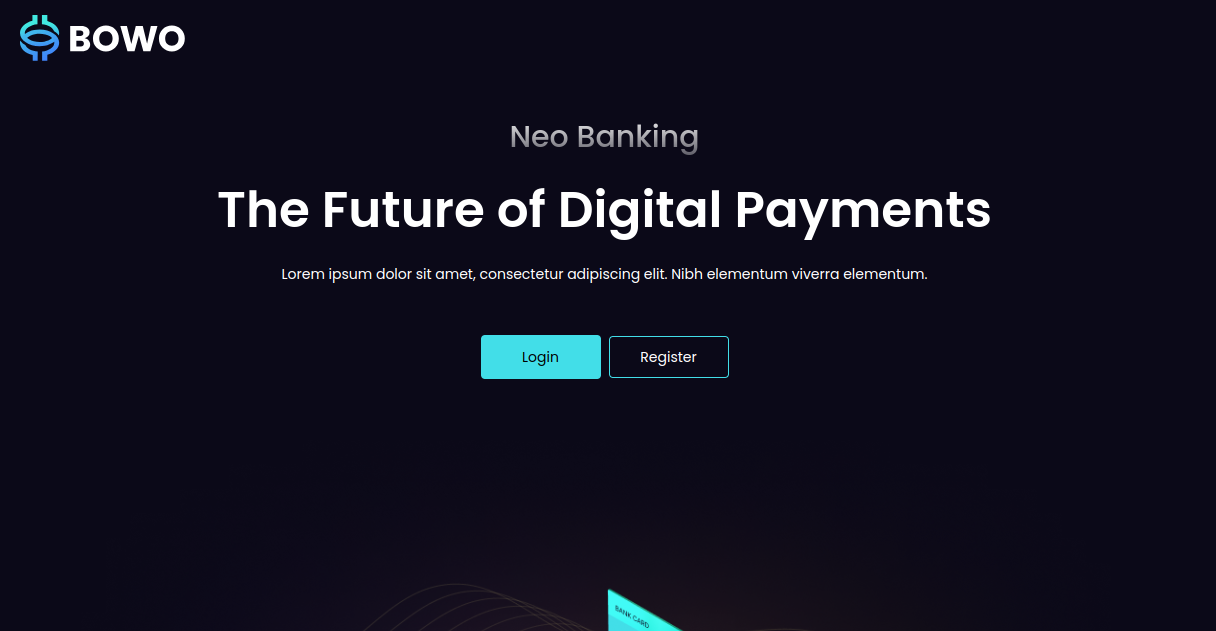 BOWO
Neo Banking
The Future of Digital Payments
Lorem ipsum dolor sit amet, consectetur adipiscing elit. Nibh elementum viverra elementum.
Login
Register
BANK CARD